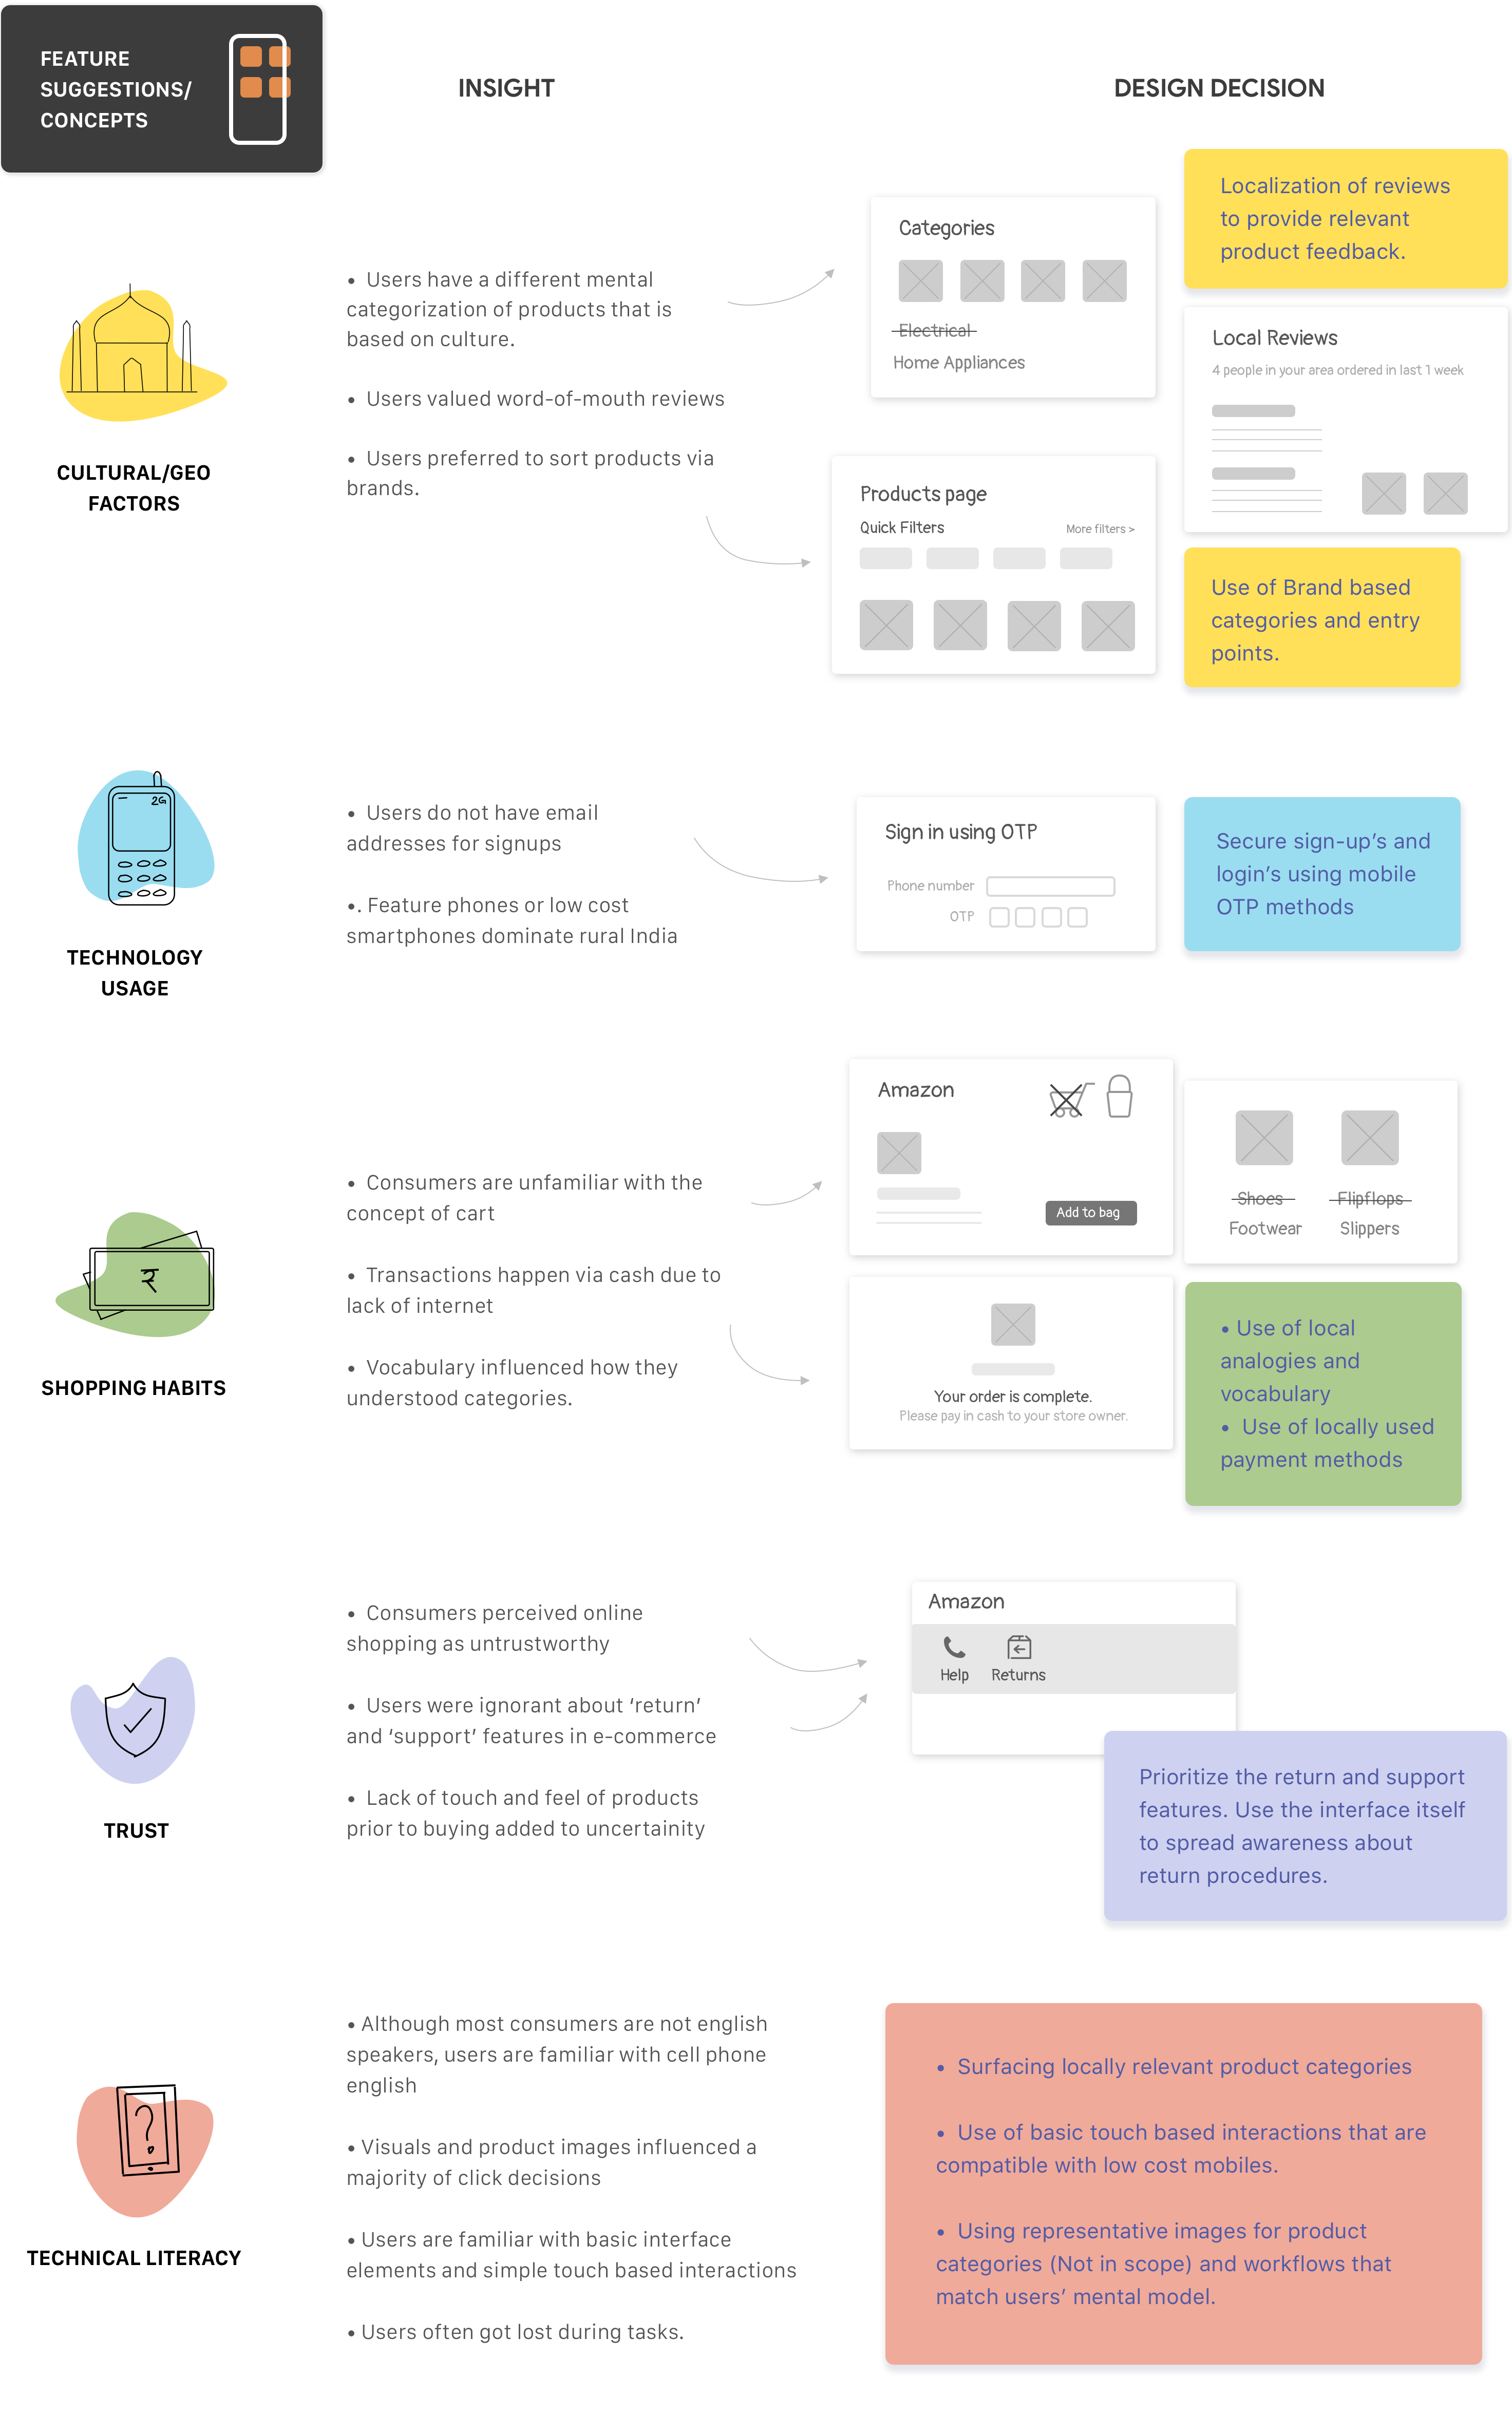 FEATURE
SUGGESTIONS/
CONCEPTS
INSIGHT
DESIGN DECISION
CULTURAL/GEO
FACTORS
• Users have a different mental
categorization of products that is
based on culture.
• Users valued word-of-mouth reviews
• Users preferred to sort products via
brands.
Categories
Electrical
Home Appliances
Localization of reviews
to provide relevant
product feedback.
Local Reviews
4 people in your area ordered in last 1 week
Products page
Quick Filters
More filters >
Use of Brand based
categories and entry
points.
2G
TECHNOLOGY
USAGE
• Users do not have email
addresses for signups
•. Feature phones or low cost
smartphones dominate rural India
Sign in using OTP
Phone number
OTP
Secure sign-up’s and
login’s using mobile
OTP methods
₹
SHOPPING HABITS
• Consumers are unfamiliar with the
concept of cart
• Transactions happen via cash due to
lack of internet
• Vocabulary influenced how they
understood categories.
Amazon
Add to bag
Shoes
Flipflops
Footwear
Slippers
Your order is complete.
Please pay in cash to your store owner.
• Use of local
analogies and
vocabulary
• Use of locally used
payment methods
TRUST
• Consumers perceived online
shopping as untrustworthy
• Users were ignorant about ‘return’
and ‘support’ features in e-commerce
• Lack of touch and feel of products
prior to buying added to uncertainity
Amazon
Help
Returns
Prioritize the return and support
features. Use the interface itself
to spread awareness about
return procedures.
?
TECHNICAL LITERACY
• Although most consumers are not english
speakers, users are familiar with cell phone
english
• Visuals and product images influenced a
majority of click decisions
• Users are familiar with basic interface
elements and simple touch based interactions
• Users often got lost during tasks.
• Surfacing locally relevant product categories
• Use of basic touch based interactions that are
compatible with low cost mobiles.
• Using representative images for product
categories (Not in scope) and workflows that
match users’ mental model.